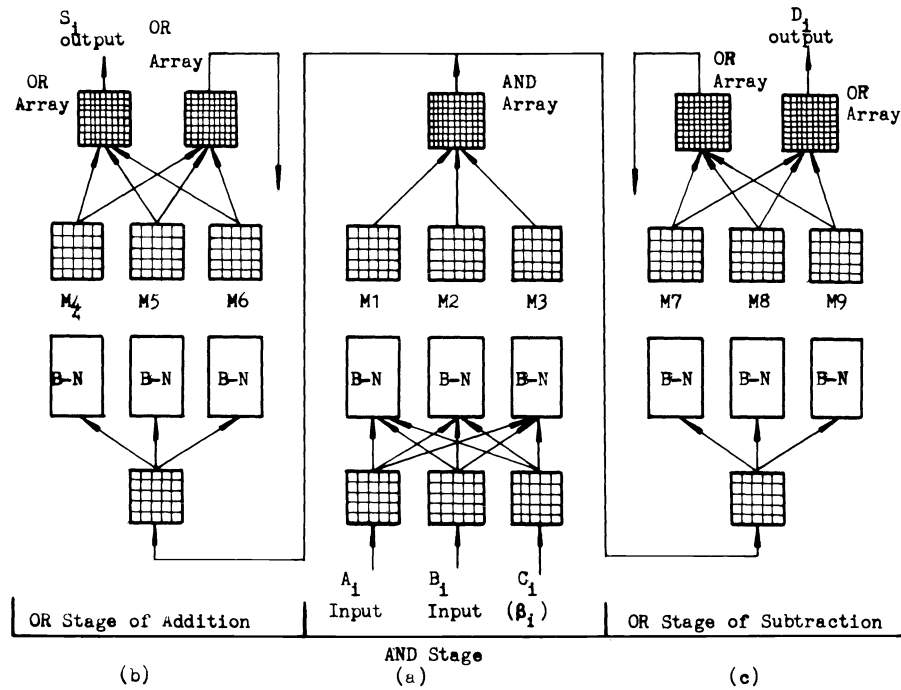 S_i
output
OR
Array
OR
Array
AND
Array
D_i
output
OR
Array
OR
Array
M4
M5
M6
M1
M2
M3
M7
M8
M9
B-N
B-N
B-N
B-N
B-N
B-N
B-N
B-N
B-N
A_i
Input
B_i
Input
C_i
(β_i)
OR Stage of Addition
AND Stage
OR Stage of Subtraction
(b)
(a)
(c)